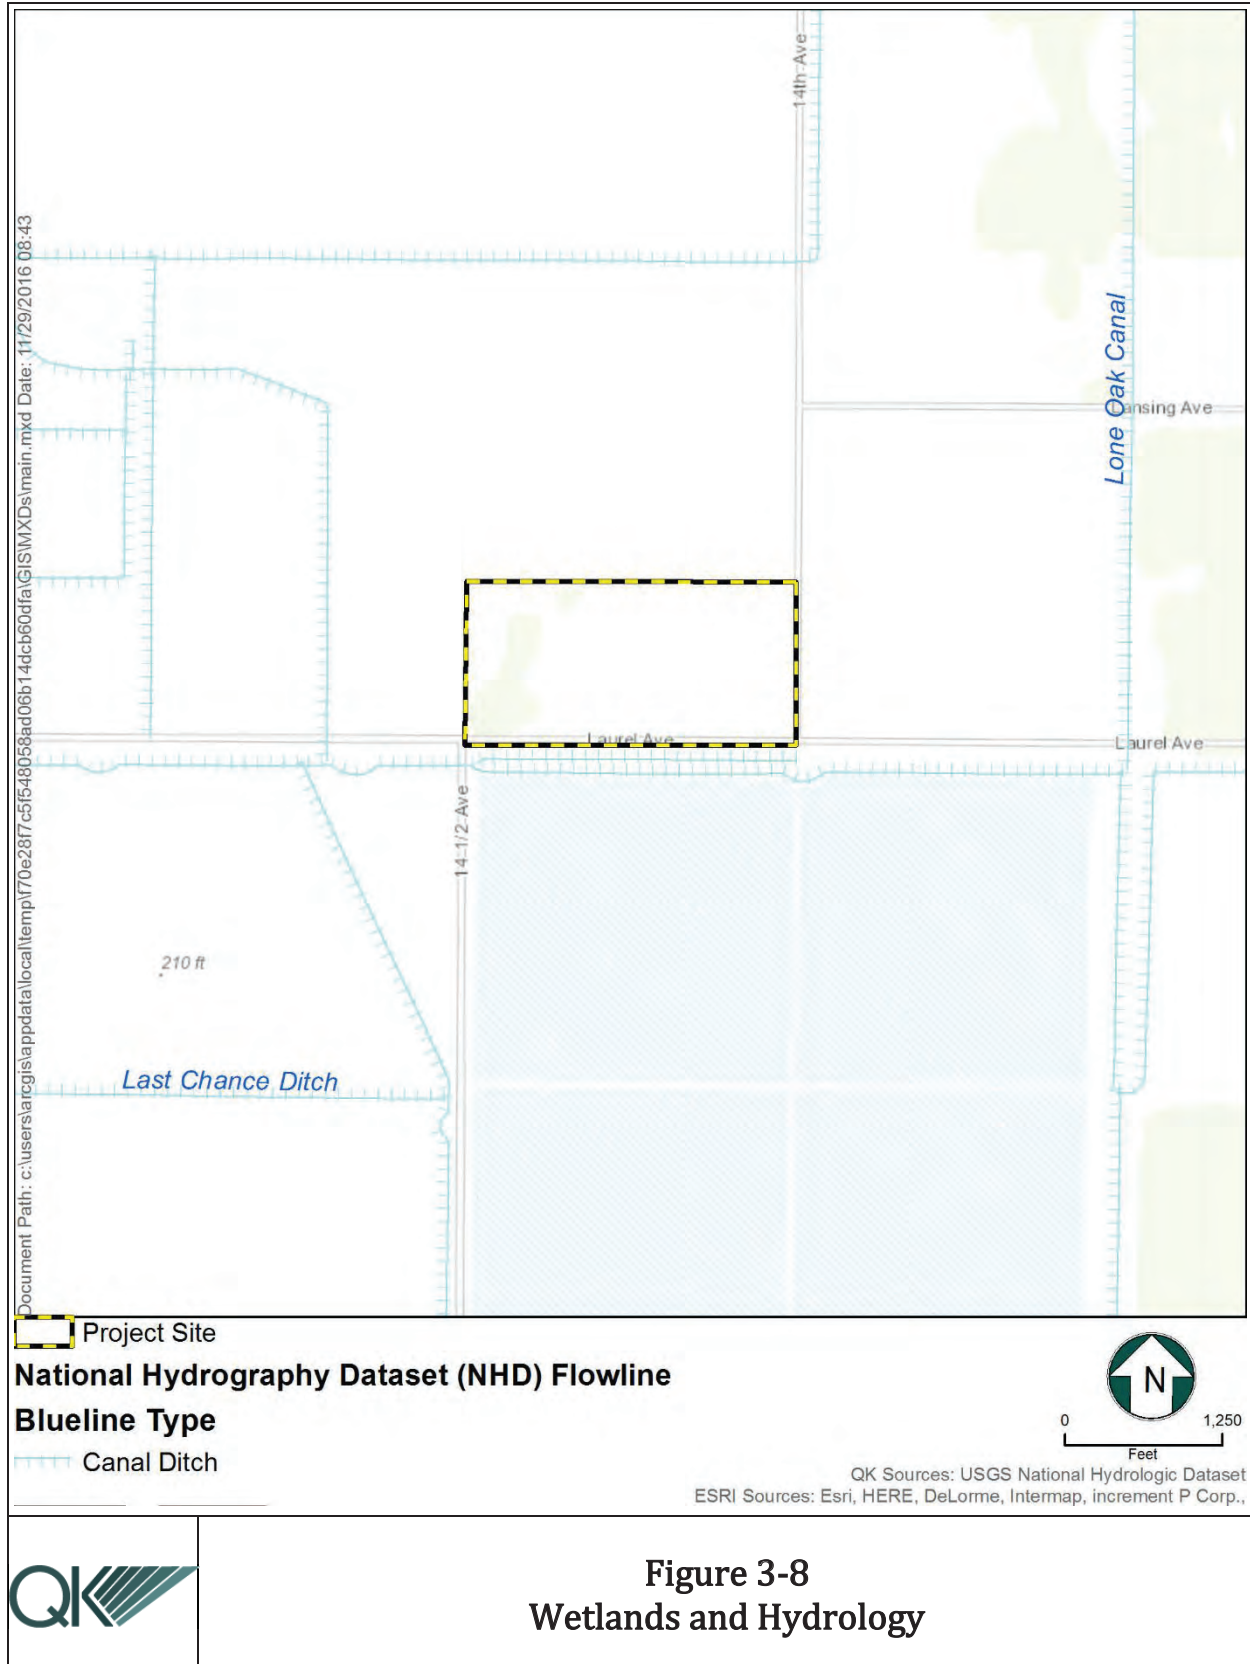 14th Ave
Document Path: c:\users\arcgis\appdata\local\temp\f70e28f7c5f548058ad06b14dcb60dfa\GIS\MXDs\main.mxd Date: 11/29/2016 08:43
Lone Oak Canal
Lansing Ave
Laurel Ave
Laurel Ave
14-1/2 Ave
210 ft
Last Chance Ditch
Project Site
National Hydrography Dataset (NHD) Flowline
Blueline Type
Canal Ditch
N
0 1,250
Feet
QK Sources: USGS National Hydrologic Dataset
ESRI Sources: Esri, HERE, DeLorme, Intermap, increment P Corp.,
QK
Figure 3-8
Wetlands and Hydrology